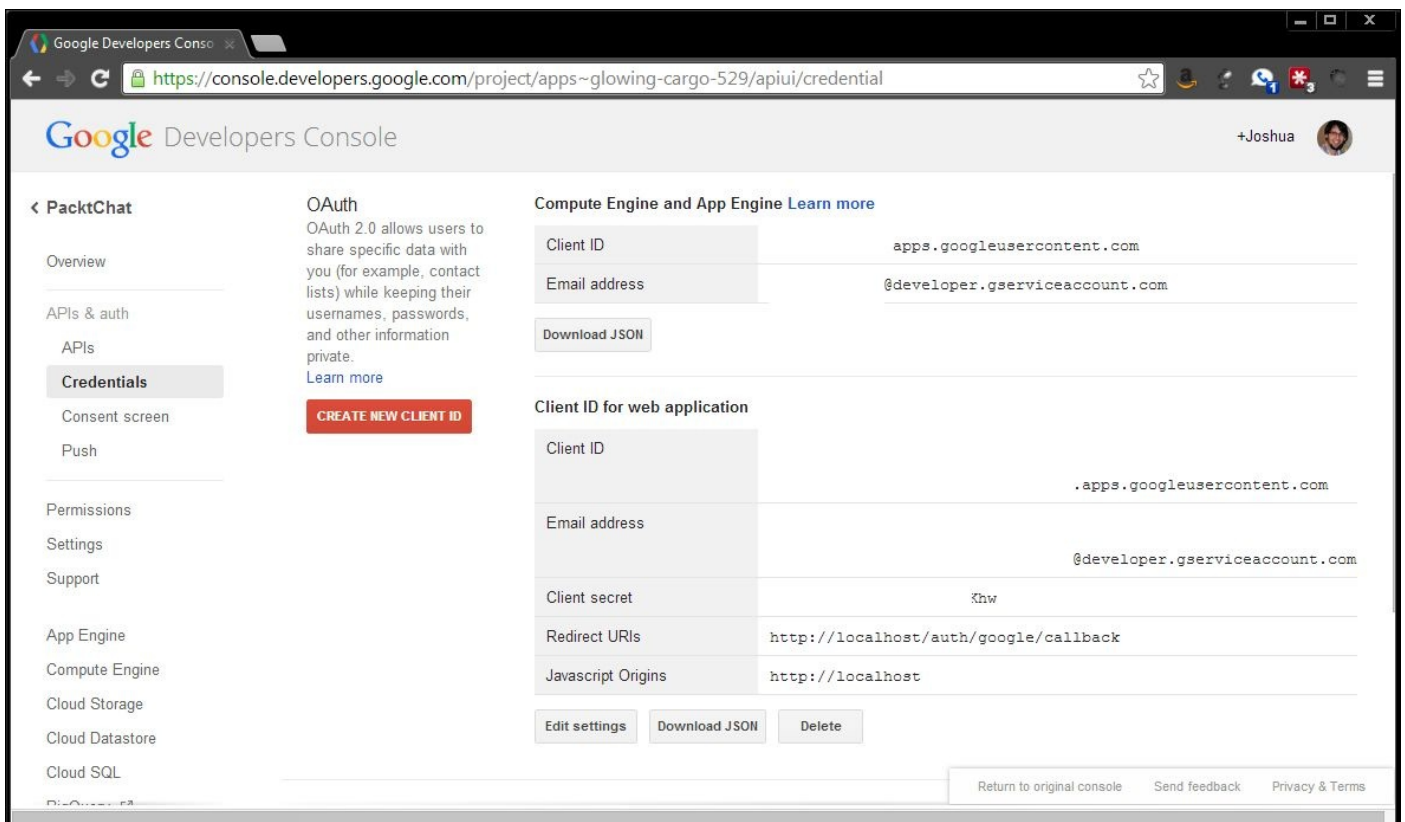 Google Developers Conso
https://console.developers.google.com/project/apps~glowing-cargo-529/apiui/credential
1
3
Google Developers Console
+Joshua
< PacktChat
Overview
APIs & auth
APIs
Credentials
Consent screen
Push
Permissions
Settings
Support
App Engine
Compute Engine
Cloud Storage
Cloud Datastore
Cloud SQL
OAuth
OAuth 2.0 allows users to
share specific data with
you (for example, contact
lists) while keeping their
usernames, passwords,
and other information
private.
Learn more
CREATE NEW CLIENT ID
Compute Engine and App Engine Learn more
Client ID apps.googleusercontent.com
Email address @developer.gserviceaccount.com
Download JSON
Client ID for web application
Client ID
.apps.googleusercontent.com
Email address
@developer.gserviceaccount.com
Client secret
Redirect URIs http://localhost/auth/google/callback
Javascript Origins http://localhost
Edit settings Download JSON Delete
Return to original console Send feedback Privacy & Terms